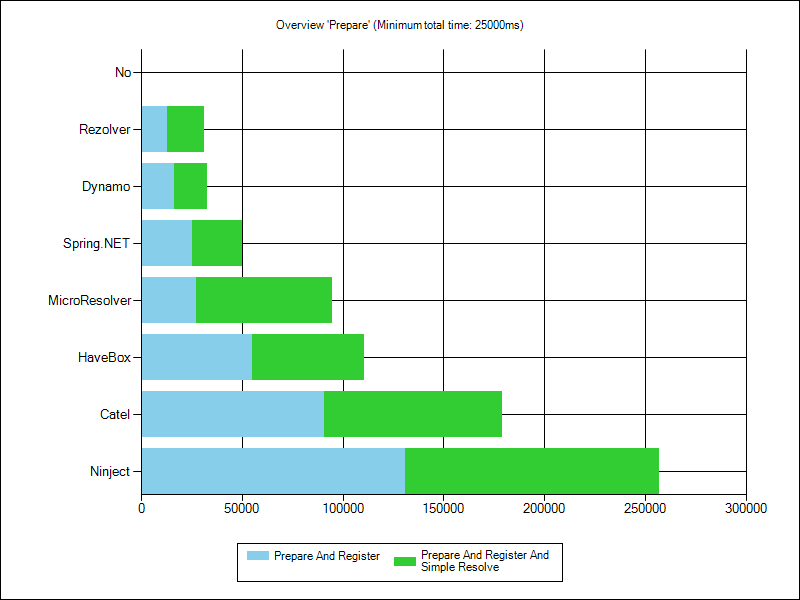 Overview 'Prepare' (Minimum total time: 25000ms)
No
Rezolver
Dynamo
Spring.NET
MicroResolver
HaveBox
Catel
Ninject
0 50000 100000 150000 200000 250000 300000
Prepare And Register
Prepare And Register And
Simple Resolve